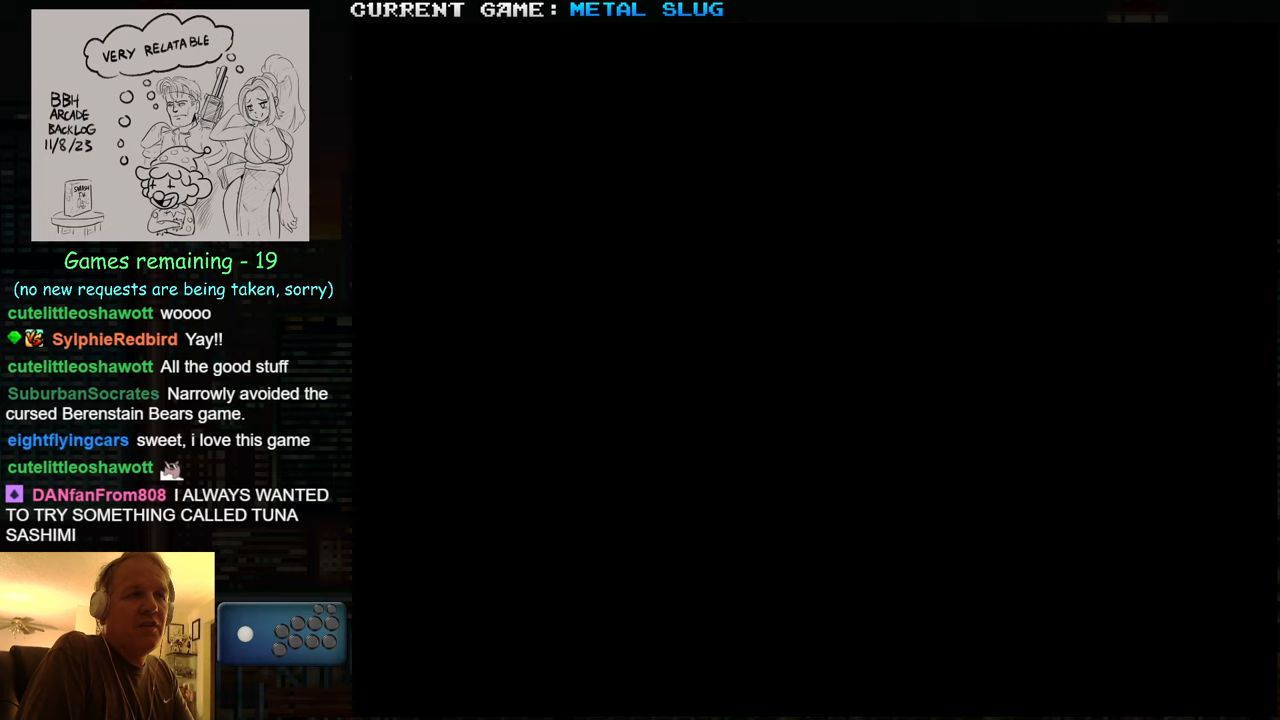 CURRENT GAME: METAL SLUG
VERY RELATABLE
BBH
ARCADE
BACKLOG
11/8/23
SMASH
Games remaining - 19
(no new requests are being taken, sorry)
cutelittleoshawott woooo
SylphieRedbird Yay!!
cutelittleoshawott All the good stuff
SuburbanSocrates Narrowly avoided the
cursed Berenstain Bears game.
eightflyingcars sweet, i love this game
cutelittleoshawott
DANfanFrom808 I ALWAYS WANTED
TO TRY SOMETHING CALLED TUNA
SASHIMI